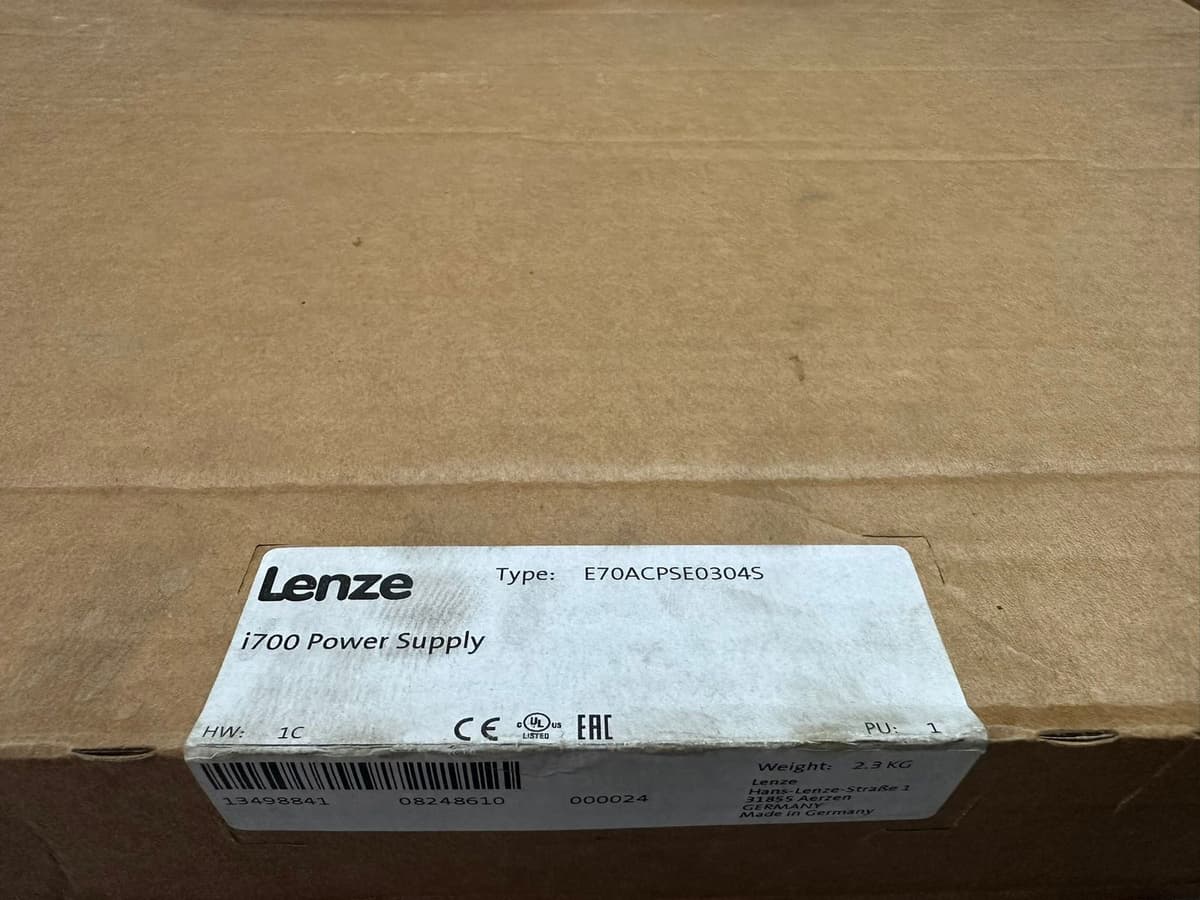 Lenze
Type: E70ACPSE0304S
i700 Power Supply
HW: 1C
CE
C UL US
LISTED
EAC
PU: 1
13498841 08248610 000024
Weight: 2.3 KG
Lenze
Hans-Lenze-Straße 1
31855 Aerzen
GERMANY
Made in Germany